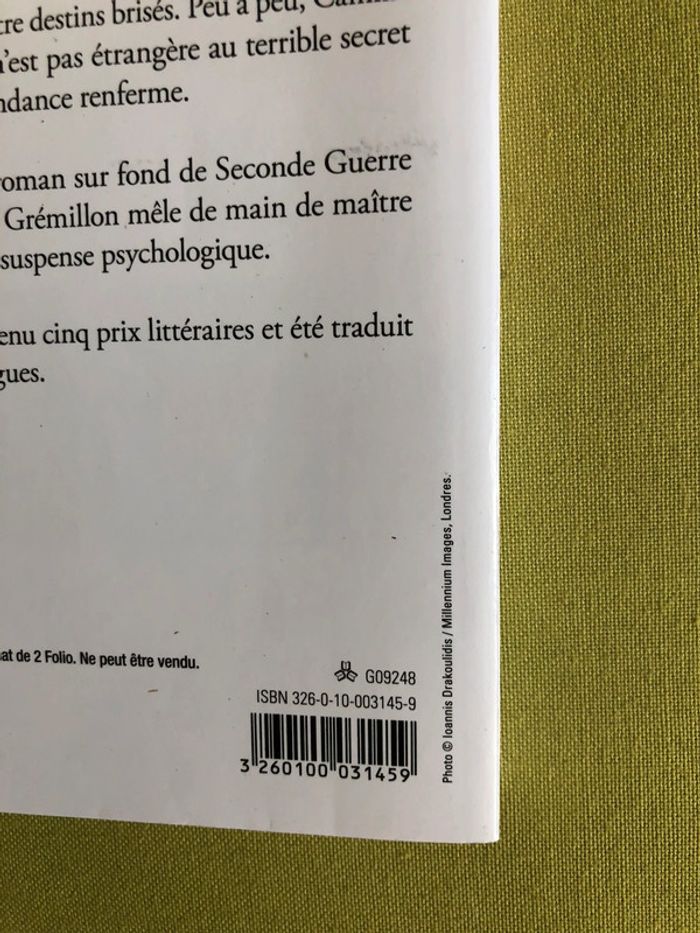 tre destins brisés. Peu à peu,
n'est pas étrangère au terrible secret
ndance renferme.
roman sur fond de Seconde Guerre
Grémillon mêle de main de maître
suspense psychologique.
enu cinq prix littéraires et été traduit
gues.
Photo © Ioannis Drakoulidis / Millennium Images, Londres.
at de 2 Folio. Ne peut être vendu.
G09248
ISBN 326-0-10-003145-9
3 260100 031459